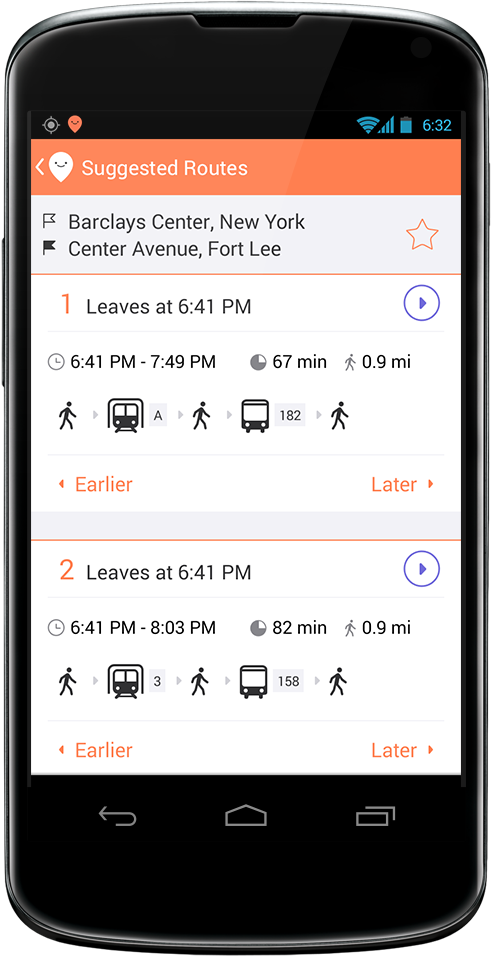 6:32
Suggested Routes
Barclays Center, New York
Center Avenue, Fort Lee
1 Leaves at 6:41 PM
6:41 PM - 7:49 PM 67 min 0.9 mi
A 182
Earlier Later
2 Leaves at 6:41 PM
6:41 PM - 8:03 PM 82 min 0.9 mi
3 158
Earlier Later